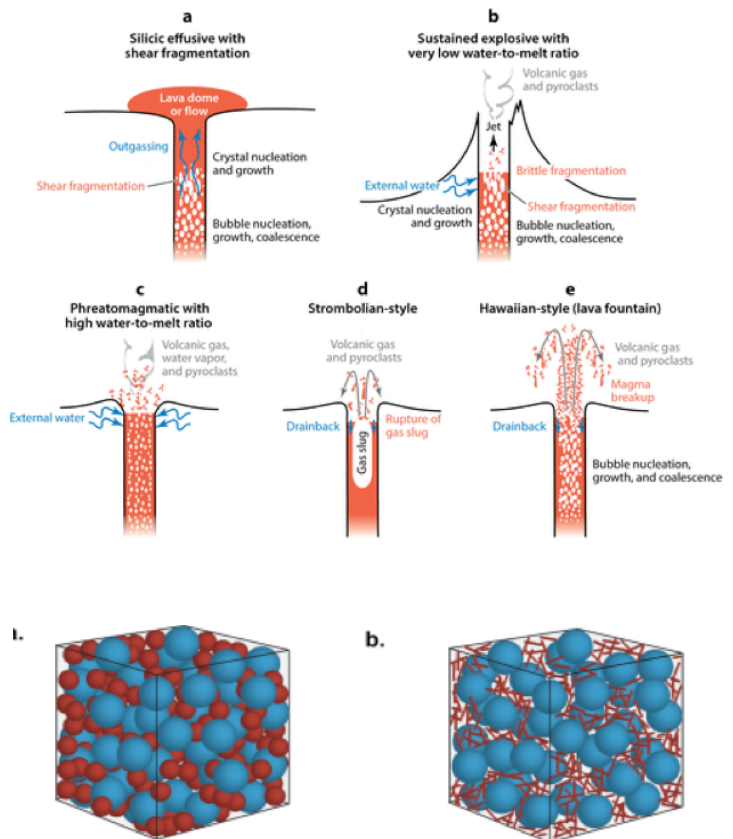 a
Silicic effusive with
shear fragmentation
Lava dome
or flow
Outgassing
Crystal nucleation
and growth
Shear fragmentation
Bubble nucleation,
growth, coalescence
b
Sustained explosive with
very low water-to-melt ratio
Volcanic gas
and pyroclasts
Jet
Brittle fragmentation
External water
Shear fragmentation
Crystal nucleation
and growth
Bubble nucleation,
growth, coalescence
c
Phreatomagmatic with
high water-to-melt ratio
Volcanic gas,
water vapor,
and pyroclasts
External water
d
Strombolian-style
Volcanic gas
and pyroclasts
Drainback
Rupture of
gas slug
Gas slug
e
Hawaiian-style (lava fountain)
Volcanic gas
and pyroclasts
Magma
breakup
Drainback
Bubble nucleation,
growth, and coalescence
b.